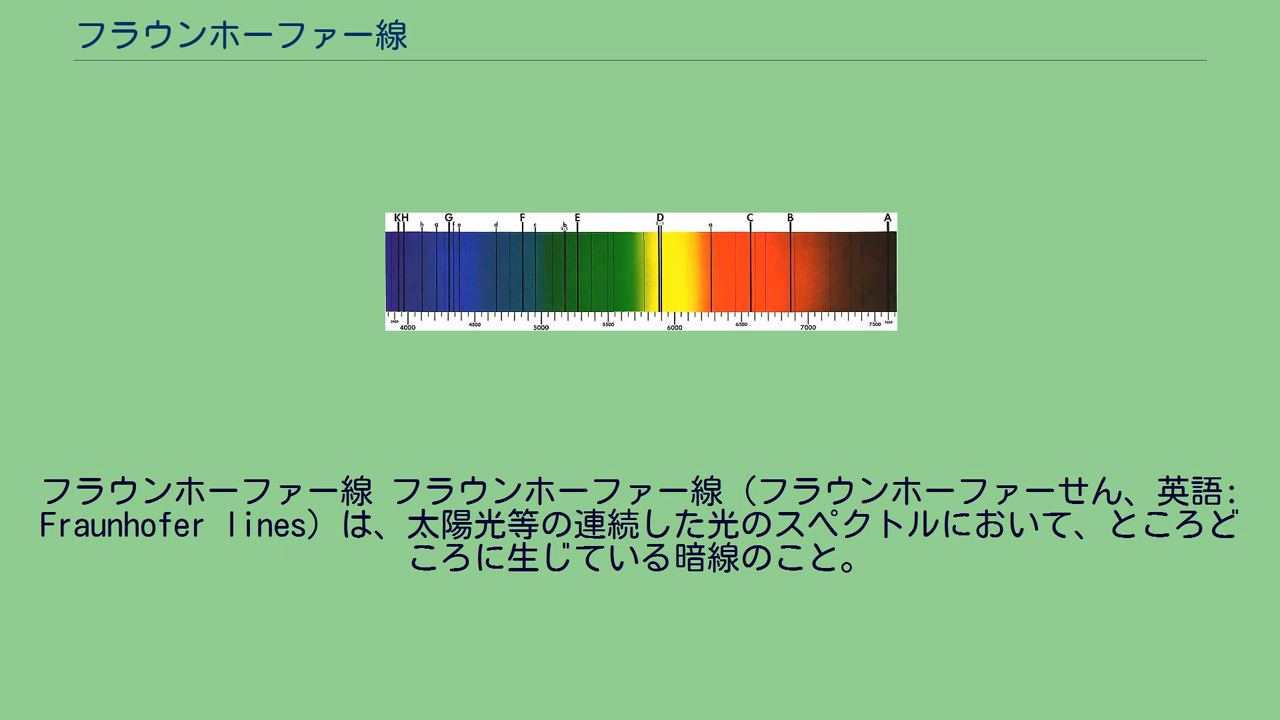 フラウンホーファー線
KH G F E D C B A
h g f e d c b a
4000 4500 5000 5500 6000 6500 7000 7500
フラウンホーファー線 フラウンホーファー線（フラウンホーファーせん、英語:
Fraunhofer lines）は、太陽光等の連続した光のスペクトルにおいて、ところど
ころに生じている暗線のこと。